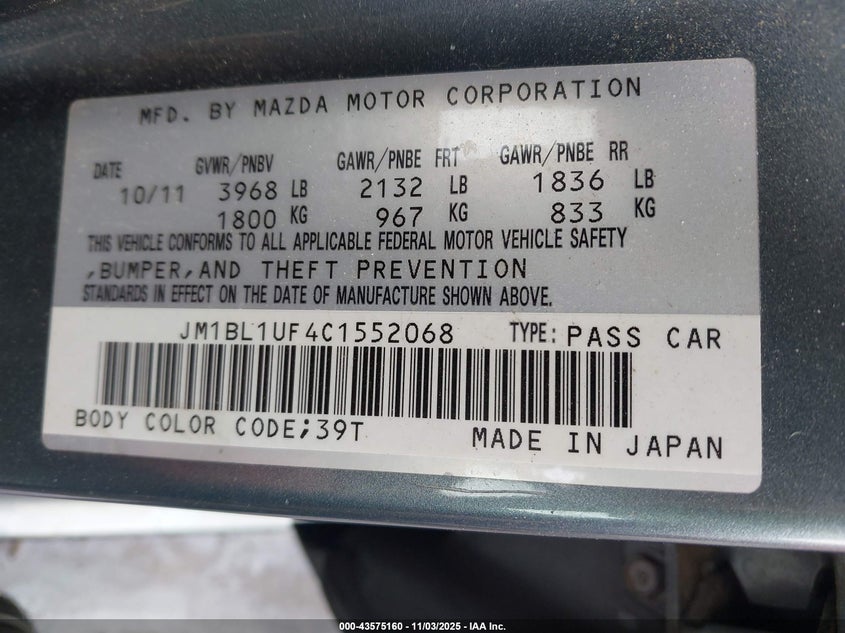 MFD. BY MAZDA MOTOR CORPORATION
DATE GVWR/PNBV GAWR/PNBE FRT GAWR/PNBE RR
10/11 3968 LB 2132 LB 1836 LB
1800 KG 967 KG 833 KG
THIS VEHICLE CONFORMS TO ALL APPLICABLE FEDERAL MOTOR VEHICLE SAFETY
,BUMPER,AND THEFT PREVENTION
STANDARDS IN EFFECT ON THE DATE OF MANUFACTURE SHOWN ABOVE.
JM1BL1UF4C1552068 TYPE: PASS CAR
BODY COLOR CODE;39T MADE IN JAPAN
000-43575160 - 11/03/2025 - IAA Inc.